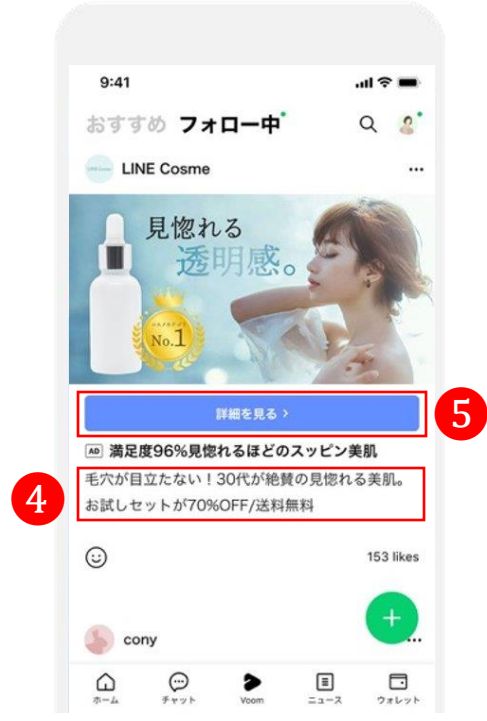 9:41
おすすめ フォロー中
LINE Cosme
見惚れる
透明感。
No.1
詳細を見る
5
AD 満足度96%見惚れるほどのスッピン美肌
4
毛穴が目立たない！30代が絶賛の見惚れる美肌。
お試しセットが70%OFF/送料無料
153 likes
cony
ホーム チャット Voom ニュース ウォレット